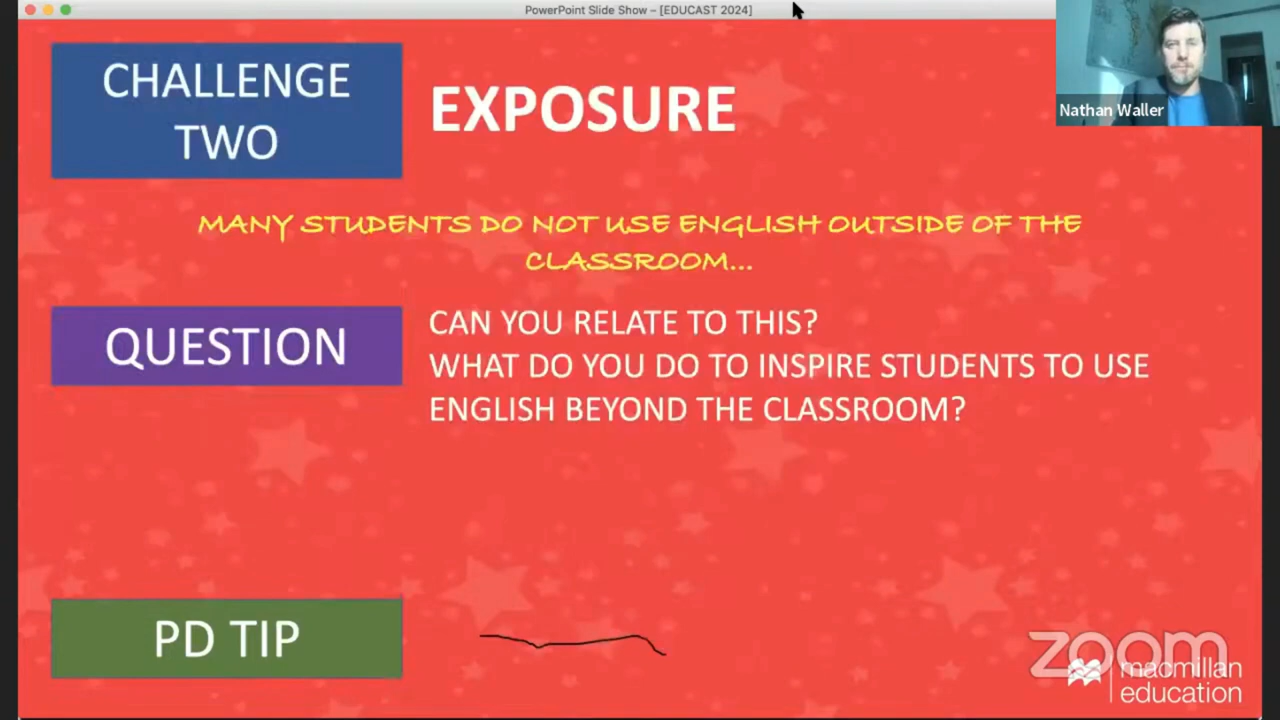 PowerPoint Slide Show – [EDUCAST 2024]
CHALLENGE
TWO
EXPOSURE
Nathan Waller
MANY STUDENTS DO NOT USE ENGLISH OUTSIDE OF THE
CLASSROOM...
QUESTION
CAN YOU RELATE TO THIS?
WHAT DO YOU DO TO INSPIRE STUDENTS TO USE
ENGLISH BEYOND THE CLASSROOM?
PD TIP
zoom
macmillan
education